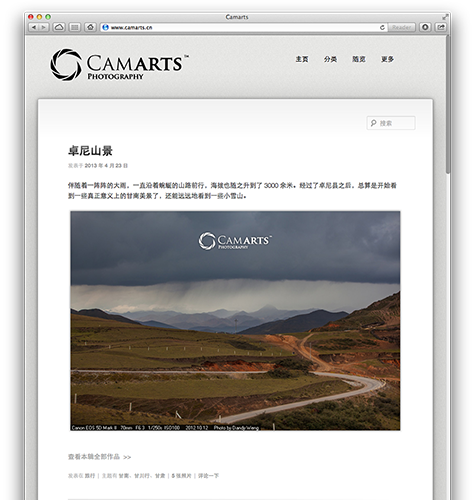 Camarts
www.camarts.cn
Reader
CAMARTS™
PHOTOGRAPHY
主页 分类 随览 更多
搜索
卓尼山景
发表于 2013 年 4 月 23 日
伴随着一阵阵的大雨，一直沿着蜿蜒的山路前行，海拔也随之升到了 3000 余米。经过了卓尼县之后，总算是开始看
到一些真正意义上的甘南美景了，还能远远地看到一些小雪山。
CAMARTS™
PHOTOGRAPHY
Canon EOS 5D Mark II 70mm F6.3 1/250s ISO100 2012.10.12 Photo by Dandy Weng
查看本辑全部作品 >>
发表在 旅行 | 主题有 甘南、甘川行、甘肃 | 5 张照片 | 评论一下